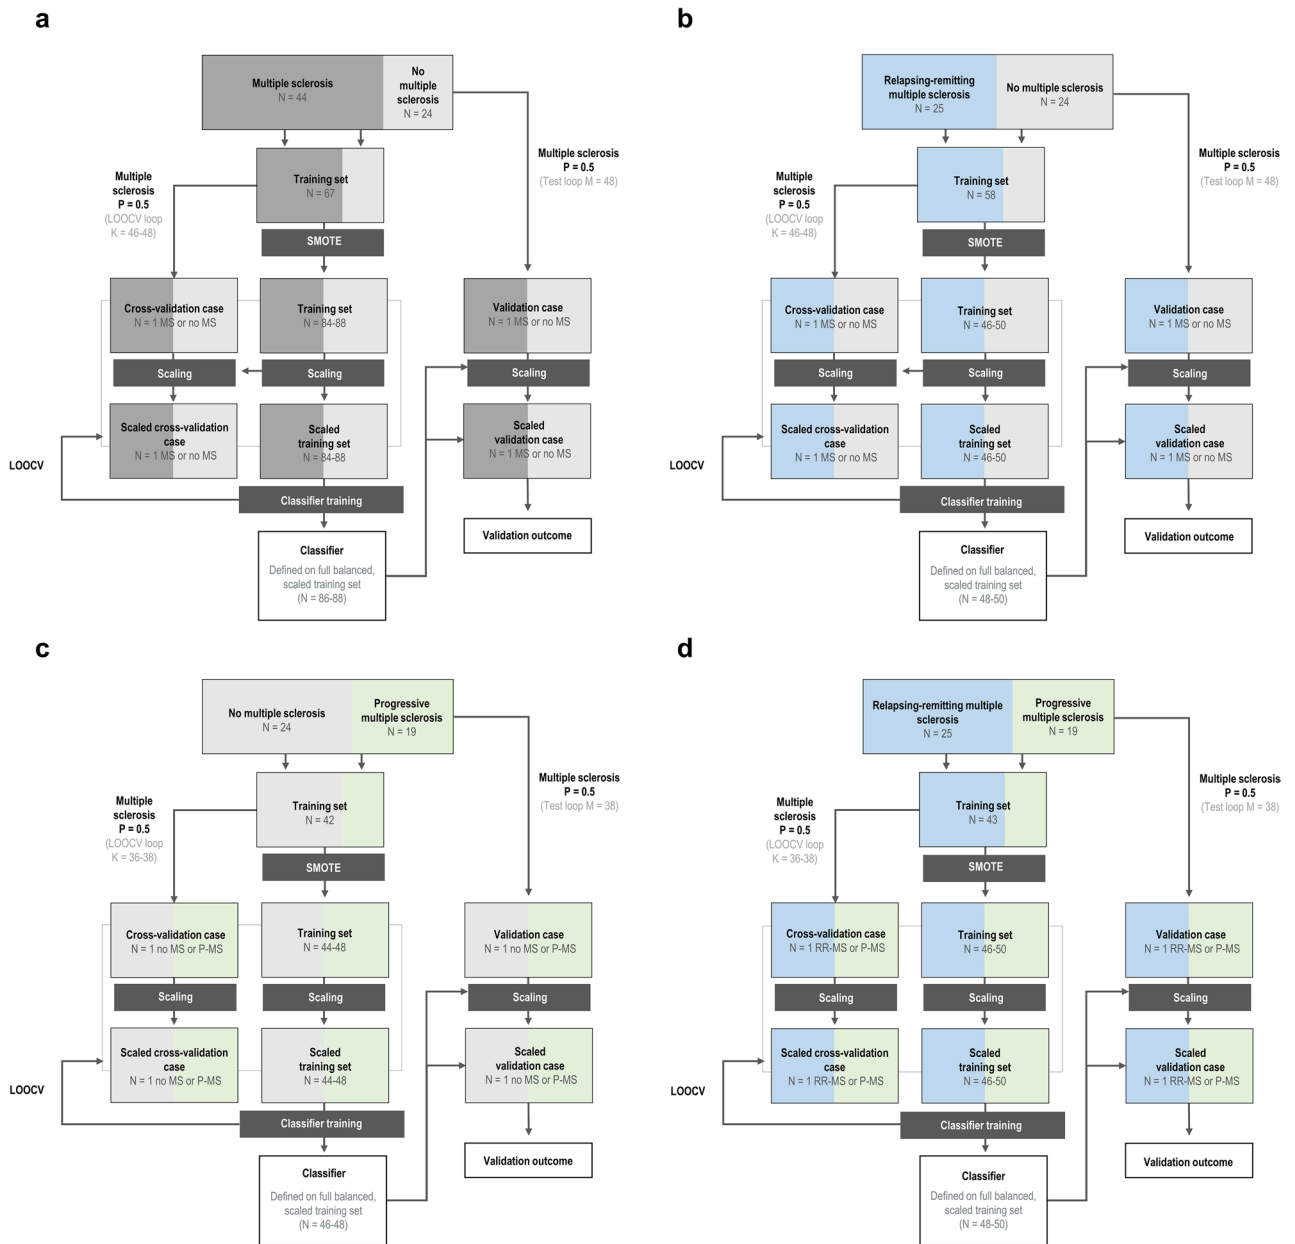 a
Multiple sclerosis
N = 44
No
multiple
sclerosis
N = 24
Training set
N = 67
Multiple
sclerosis
P = 0.5
(LOOCV loop
K = 46-48)
Multiple sclerosis
P = 0.5
(Test loop M = 48)
SMOTE
Cross-validation case
N = 1 MS or no MS
Training set
N = 84-88
Validation case
N = 1 MS or no MS
Scaling
Scaling
Scaling
Scaled cross-validation
case
N = 1 MS or no MS
Scaled
training set
N = 84-88
Scaled
validation case
N = 1 MS or no MS
LOOCV
Classifier training
Classifier
Defined on full balanced,
scaled training set
(N = 86-88)
Validation outcome
b
Relapsing-remitting
multiple sclerosis
N = 25
No multiple sclerosis
N = 24
Training set
N = 58
Multiple
sclerosis
P = 0.5
(LOOCV loop
K = 46-48)
Multiple sclerosis
P = 0.5
(Test loop M = 48)
SMOTE
Cross-validation case
N = 1 MS or no MS
Training set
N = 46-50
Validation case
N = 1 MS or no MS
Scaling
Scaling
Scaling
Scaled cross-validation
case
N = 1 MS or no MS
Scaled
training set
N = 46-50
Scaled
validation case
N = 1 MS or no MS
LOOCV
Classifier training
Classifier
Defined on full balanced,
scaled training set
(N = 48-50)
Validation outcome
c
No multiple sclerosis
N = 24
Progressive
multiple sclerosis
N = 19
Training set
N = 42
Multiple
sclerosis
P = 0.5
(LOOCV loop
K = 36-38)
Multiple sclerosis
P = 0.5
(Test loop M = 38)
SMOTE
Cross-validation case
N = 1 no MS or P-MS
Training set
N = 44-48
Validation case
N = 1 no MS or P-MS
Scaling
Scaling
Scaling
Scaled cross-validation
case
N = 1 no MS or P-MS
Scaled
training set
N = 44-48
Scaled
validation case
N = 1 no MS or P-MS
LOOCV
Classifier training
Classifier
Defined on full balanced,
scaled training set
(N = 46-48)
Validation outcome
d
Relapsing-remitting multiple
sclerosis
N = 25
Progressive
multiple sclerosis
N = 19
Training set
N = 43
Multiple
sclerosis
P = 0.5
(LOOCV loop
K = 36-38)
Multiple sclerosis
P = 0.5
(Test loop M = 38)
SMOTE
Cross-validation case
N = 1 RR-MS or P-MS
Training set
N = 46-50
Validation case
N = 1 RR-MS or P-MS
Scaling
Scaling
Scaling
Scaled cross-validation
case
N = 1 RR-MS or P-MS
Scaled
training set
N = 46-50
Scaled
validation case
N = 1 RR-MS or P-MS
LOOCV
Classifier training
Classifier
Defined on full balanced,
scaled training set
(N = 48-50)
Validation outcome